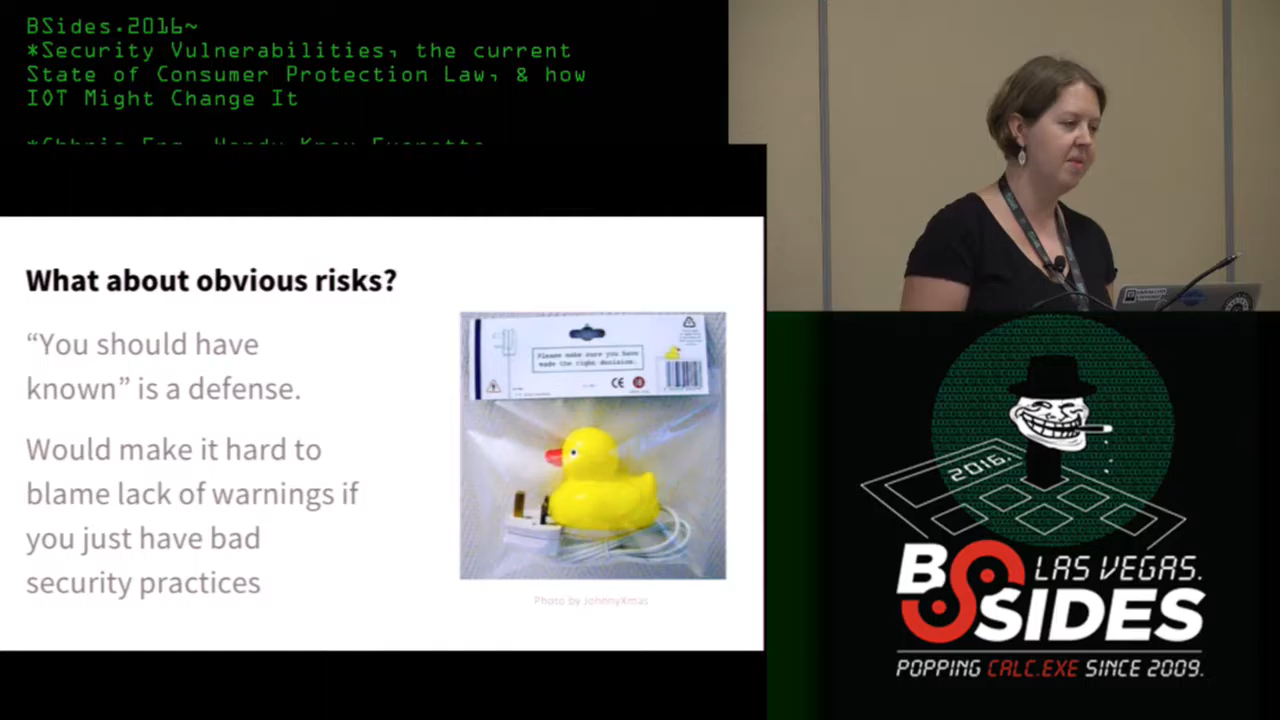 BSides.2016~
*Security Vulnerabilities, the current
State of Consumer Protection Law, & how
IOT Might Change It
What about obvious risks?
“You should have
known” is a defense.
Would make it hard to
blame lack of warnings if
you just have bad
security practices
Please make sure you have
made the right decision.
CE
Photo by JohnnyXmas
2016.
BSIDES
LAS VEGAS.
POPPING CALC.EXE SINCE 2009.